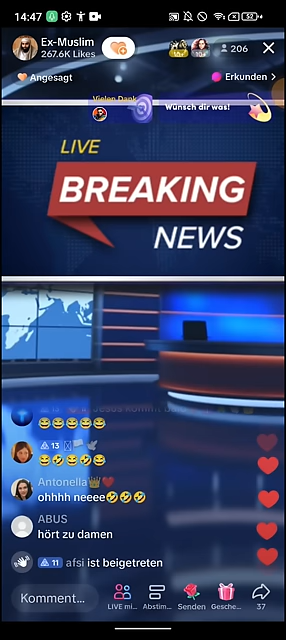 14:47
52
Ex-Muslim
267.6K Likes
206
Angesagt
Erkunden >
Vielen Dank
Wünsch dir was!
LIVE
BREAKING
NEWS
😂😂😂😂😂
13
😂🤣😂🤣😂
Antonella
ohhhh neeee😂🤣🤣
ABUS
hört zu damen
11 afsi ist beigetreten
Komment...
LIVE mi...
Abstim...
Senden
Gesche...
37